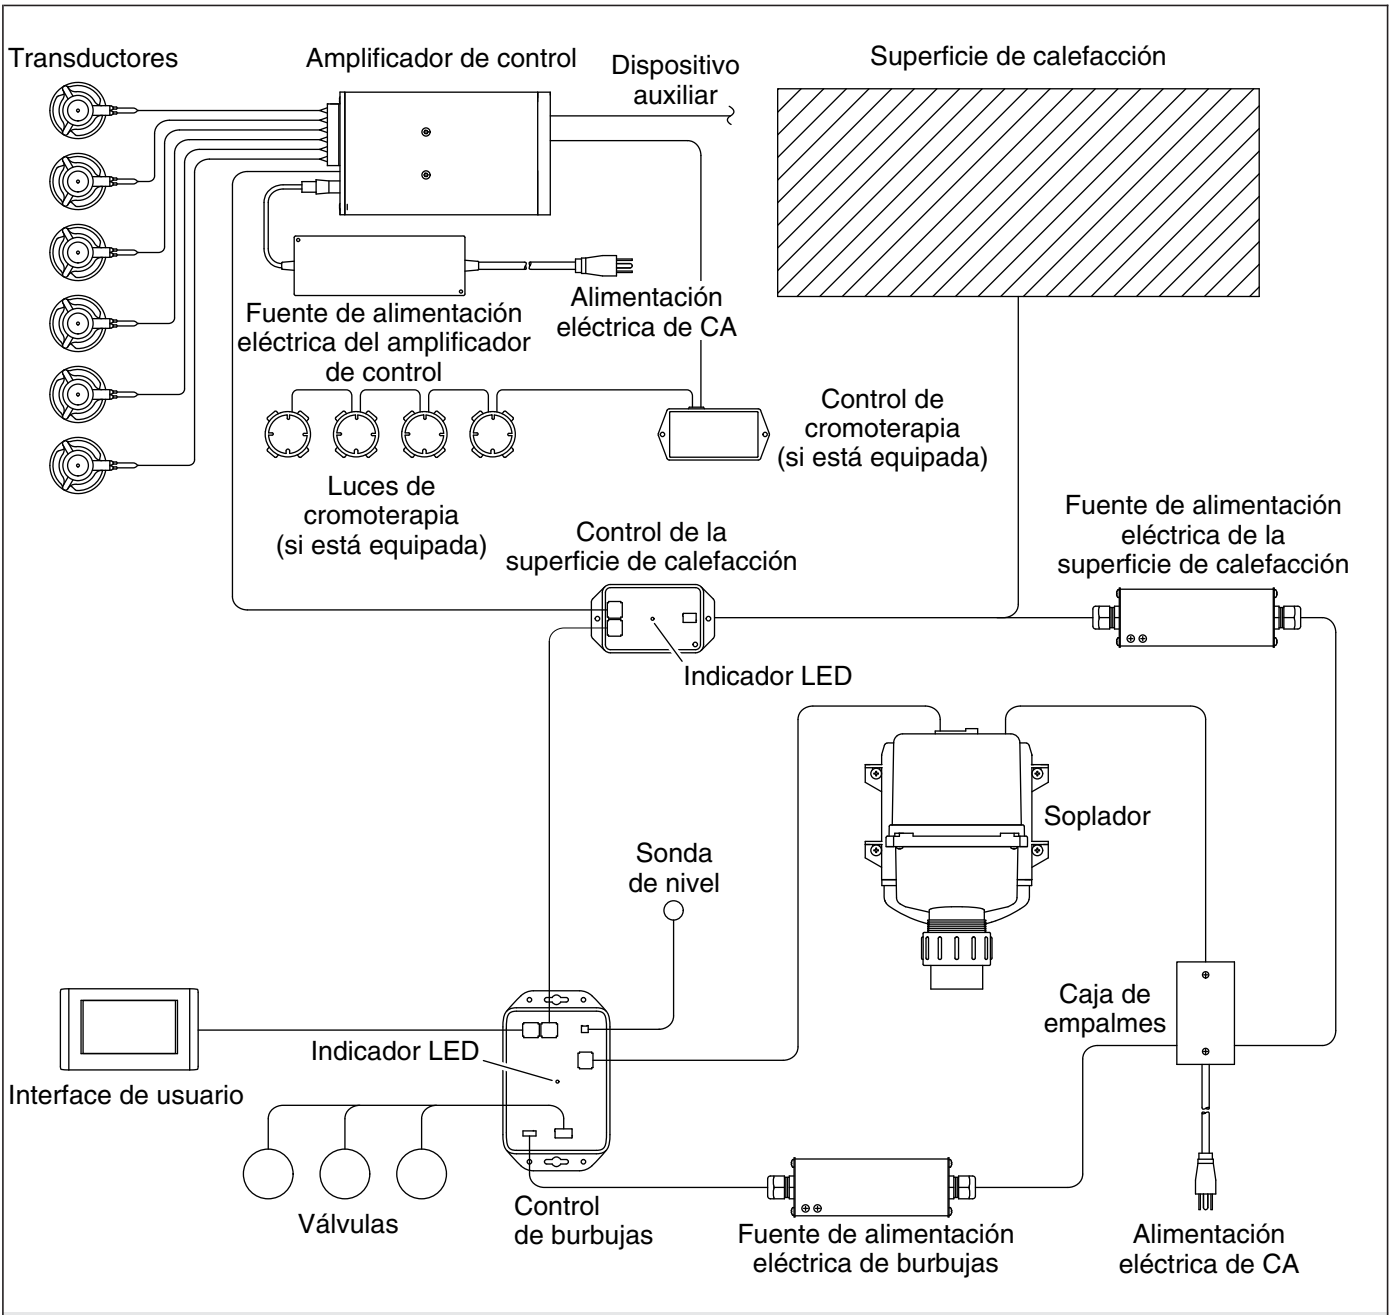 Transductores
Amplificador de control
Dispositivo
auxiliar
Superficie de calefacción
Fuente de alimentación
eléctrica del amplificador
de control
Alimentación
eléctrica de CA
Control de
cromoterapia
(si está equipada)
Luces de
cromoterapia
(si está equipada)
Control de la
superficie de calefacción
Fuente de alimentación
eléctrica de la
superficie de calefacción
Indicador LED
Soplador
Sonda
de nivel
Caja de
empalmes
Indicador LED
Interface de usuario
Válvulas
Control
de burbujas
Fuente de alimentación
eléctrica de burbujas
Alimentación
eléctrica de CA